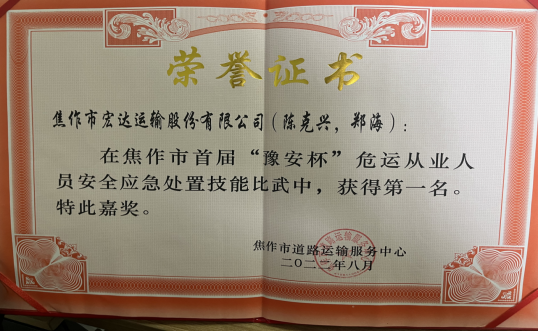 荣誉证书
焦作市宏达运输股份有限公司（陈克兴，郑海）：
在焦作市首届“豫安杯”危运从业人
员安全应急处置技能比武中，获得第一名。
特此嘉奖。
焦作市道路运输服务中心
二〇二二年八月